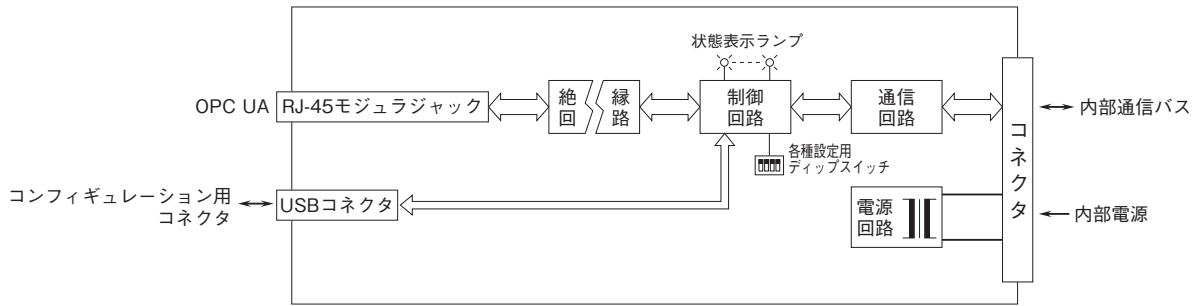 状態表示ランプ
OPC UA
RJ-45モジュラジャック
絶縁
回路
制御
回路
通信
回路
コネクタ
内部通信バス
各種設定用
ディップスイッチ
コンフィギュレーション用
コネクタ
USBコネクタ
電源
回路
内部電源